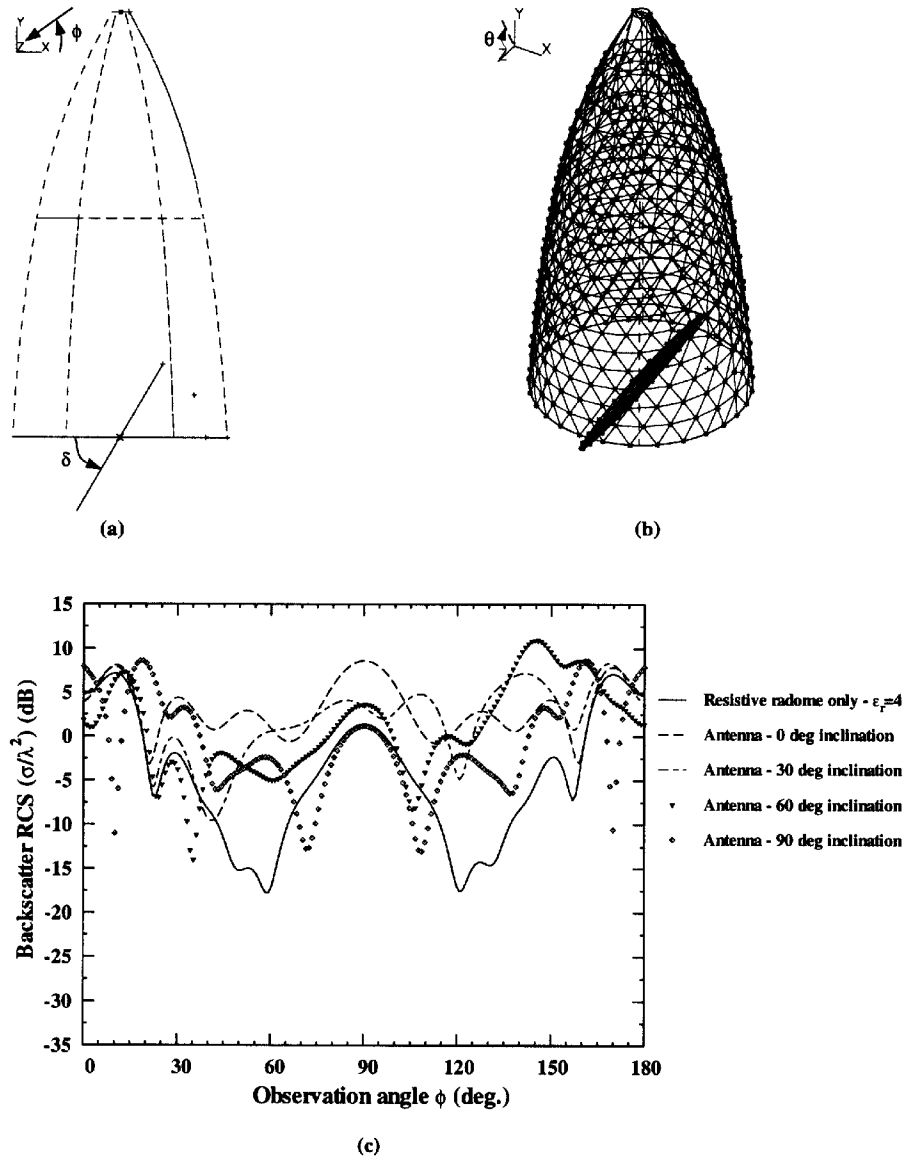 Y
Z X
ϕ
δ
(a)
θ
Y
X
Z
(b)
Backscatter RCS (σ/λ²) (dB)
15
10
5
0
-5
-10
-15
-20
-25
-30
-35
0 30 60 90 120 150 180
Observation angle ϕ (deg.)
Resistive radome only - εr=4
Antenna - 0 deg inclination
Antenna - 30 deg inclination
Antenna - 60 deg inclination
Antenna - 90 deg inclination
(c)